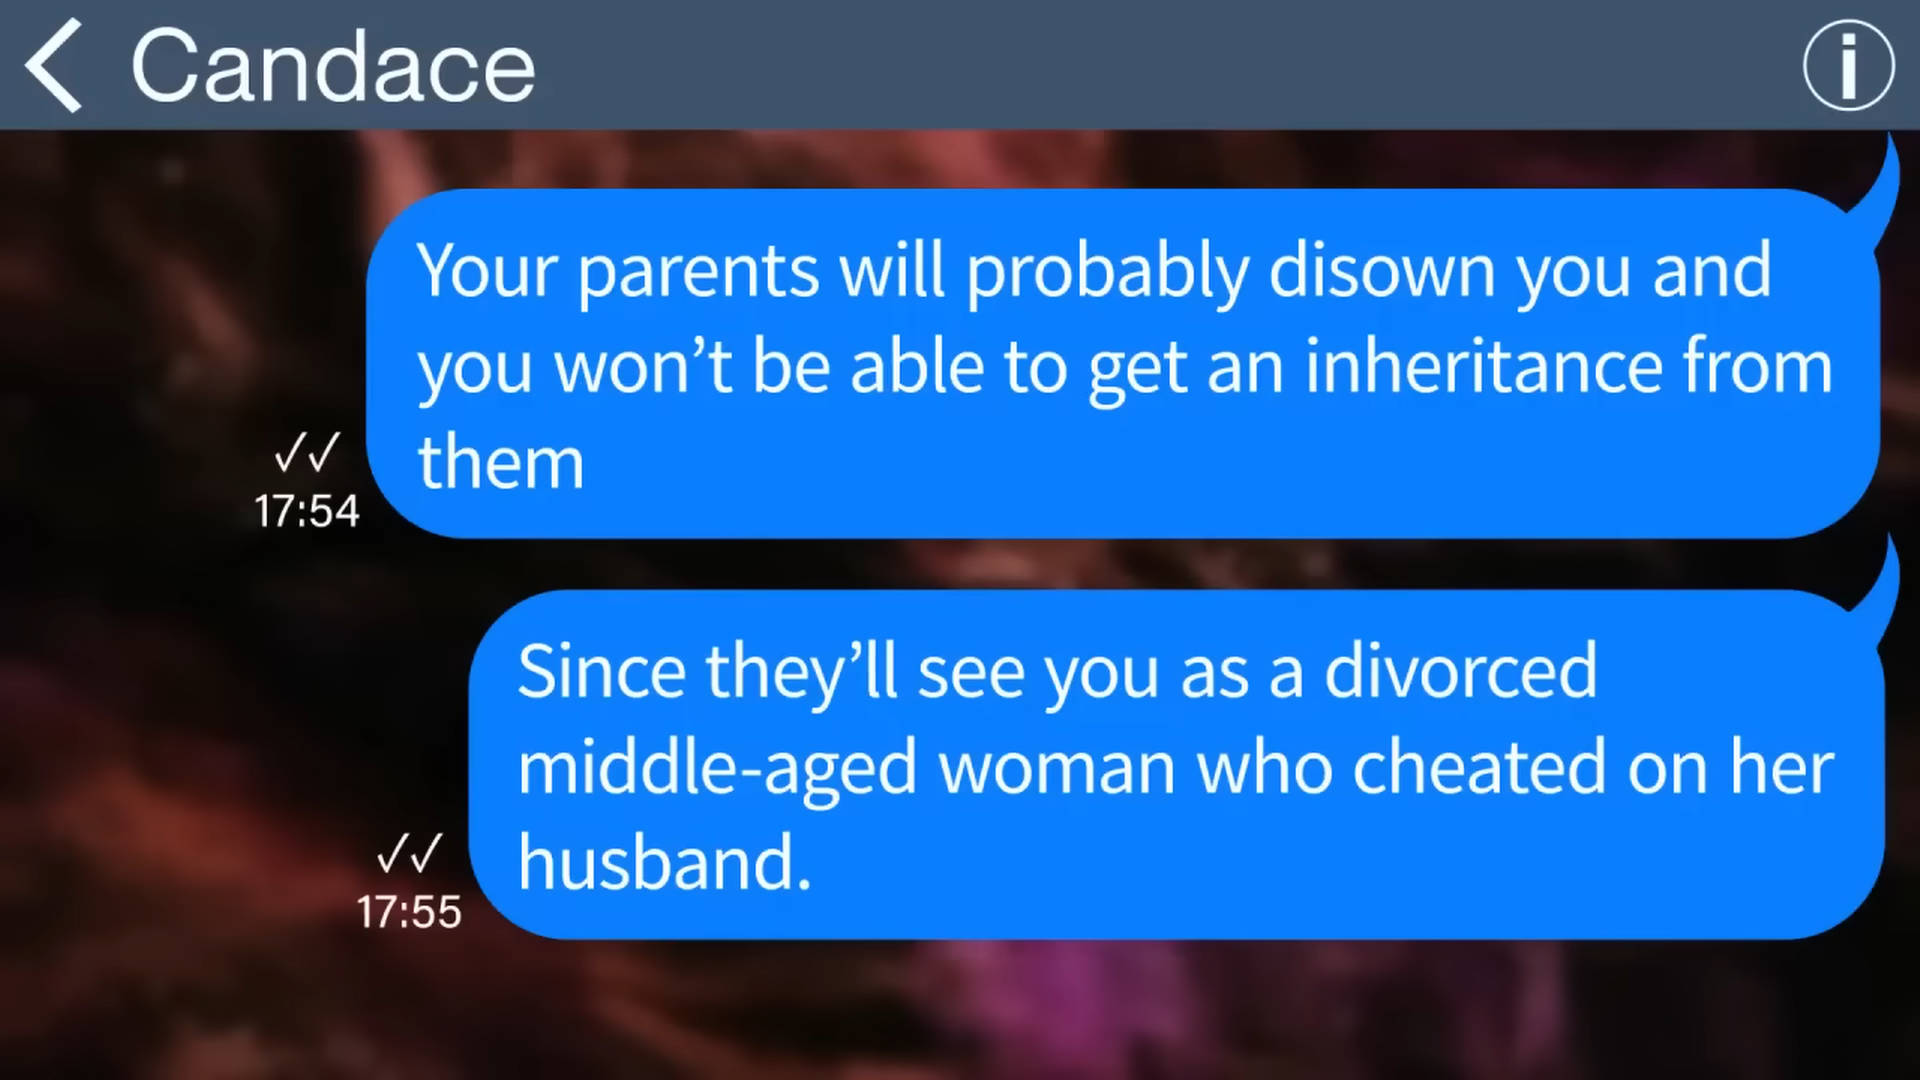 Candace
Your parents will probably disown you and
you won’t be able to get an inheritance from
them
17:54
Since they’ll see you as a divorced
middle-aged woman who cheated on her
husband.
17:55